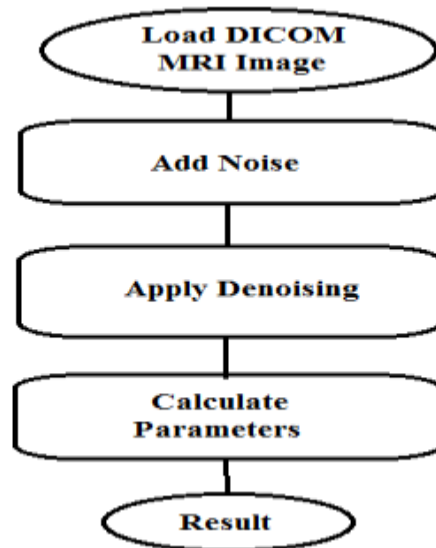 Load DICOM
MRI Image
Add Noise
Apply Denoising
Calculate
Parameters
Result